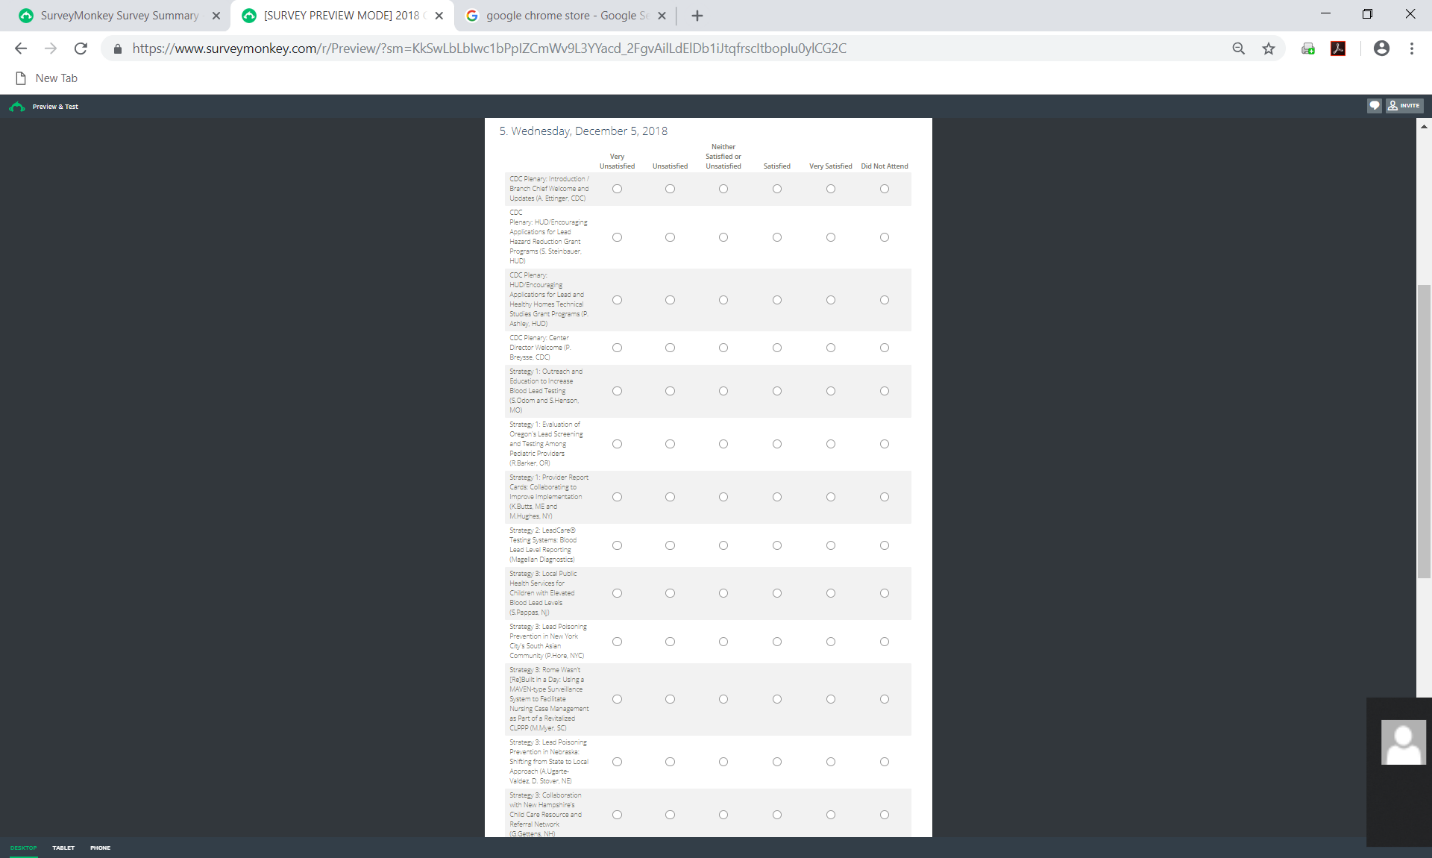 SurveyMonkey Survey Summary
[SURVEY PREVIEW MODE] 2018
google chrome store - Google Se
https://www.surveymonkey.com/r/Preview/?sm=
New Tab
Preview & Test
INVITE
5. Wednesday, December 5, 2018
Very
Unsatisfied
Unsatisfied
Neither
Satisfied or
Unsatisfied
Satisfied
Very Satisfied
Did Not Attend
CDC Plenary: Introduction /
Branch Chief Welcome and
Updates (A. Ettinger, CDC)
CDC
Plenary: HUD/Encouraging
Applications for Lead
Hazard Reduction Grant
Programs (S. Steinbauer,
HUD)
CDC Plenary:
HUD/Encouraging
Applications for Lead and
Healthy Homes Technical
Studies Grant Programs (P.
Ashley, HUD)
CDC Plenary: Center
Director Welcome (P.
Breysse, CDC)
Strategy 1: Outreach and
Education to Increase
Blood Lead Testing
(S.Odom and S.Henson,
MO)
Strategy 1: Evaluation of
Oregon's Lead Screening
and Testing Among
Pediatric Providers
(R.Barker, OR)
Strategy 1: Provider Report
Cards: Collaborating to
Improve Implementation
(K.Butts, ME and
M.Hughes, NY)
Strategy 2: LeadCare®
Testing Systems: Blood
Lead Level Reporting
(Magellan Diagnostics)
Strategy 3: Local Public
Health Services for
Children with Elevated
Blood Lead Levels
(S.Pappas, NJ)
Strategy 3: Lead Poisoning
Prevention in New York
City's South Asian
Community (P.Hore, NYC)
Strategy 3: Rome Wasn't
[Re]Built in a Day: Using a
MAVEN-type Surveillance
System to Facilitate
Nursing Case Management
as Part of a Revitalized
CLPPP (M.Myer, SC)
Strategy 3: Lead Poisoning
Prevention in Nebraska:
Shifting from State to Local
Approach (A.Ugarte-
Valdez, D. Stover, NE)
Strategy 3: Collaboration
with New Hampshire's
Child Care Resource and
Referral Network
(G.Gettens, NH)
DESKTOP
TABLET
PHONE